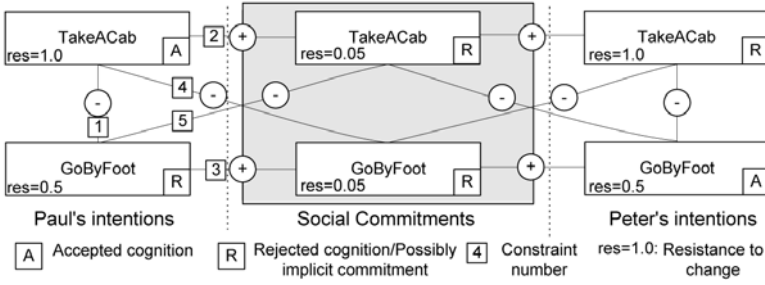 TakeACab
res=1.0
A
2
+
TakeACab
res=0.05
R
+
TakeACab
res=1.0
R
4
-
-
-
-
-
-
1
5
GoByFoot
res=0.5
R
3
+
GoByFoot
res=0.05
R
+
GoByFoot
res=0.5
A
Paul's intentions
Social Commitments
Peter's intentions
A Accepted cognition
R Rejected cognition/Possibly
implicit commitment
4 Constraint
number
res=1.0: Resistance to
change